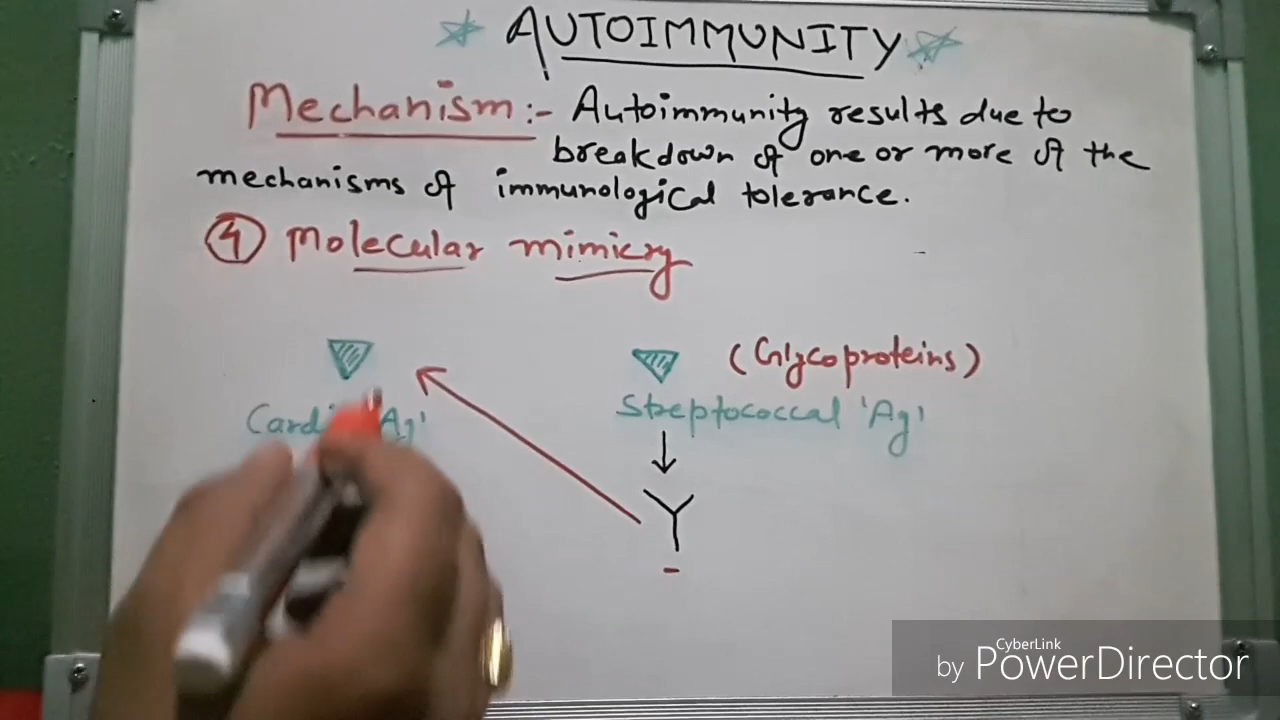 AUTOIMMUNITY
Mechanism :- Autoimmunity results due to
breakdown of one or more of the
mechanisms of immunological tolerance.
④ Molecular mimicry
(Glycoproteins)
'Ag'
Streptococcal 'Ag'
CyberLink
by PowerDirector